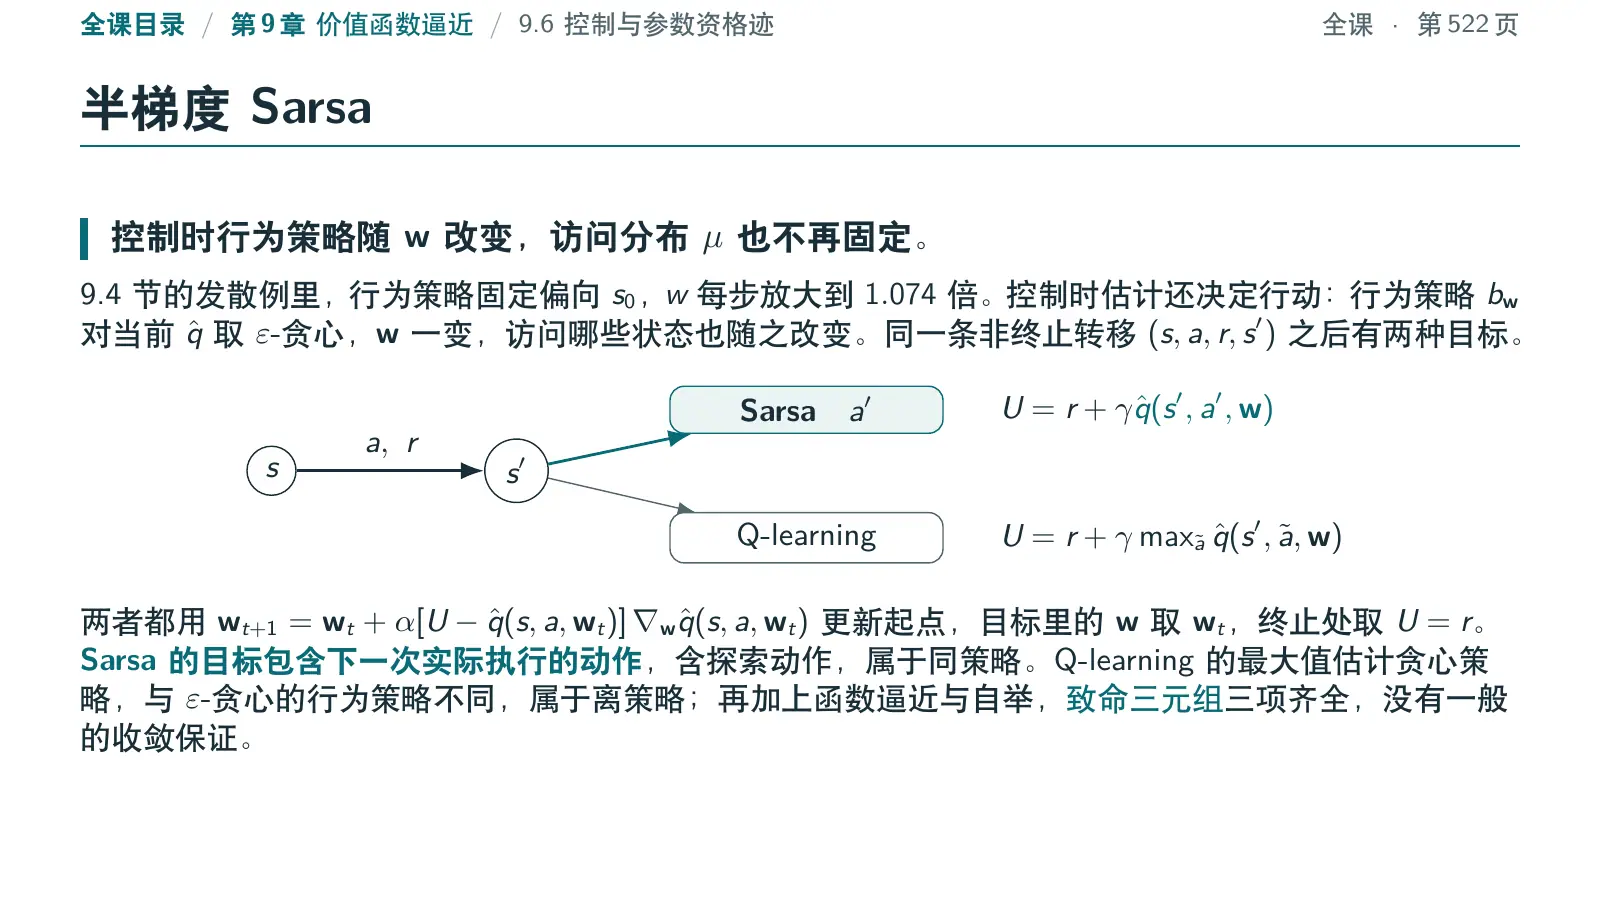 全课目录 / 第 9 章 价值函数逼近 / 9.6 控制与参数资格迹
全课 · 第 522 页
半梯度 Sarsa
控制时行为策略随 w 改变，访问分布 μ 也不再固定。
9.4 节的发散例里，行为策略固定偏向 s₀，w 每步放大到 1.074 倍。控制时估计还决定行动：行为策略 b_w
对当前 q̂ 取 ε-贪心，w 一变，访问哪些状态也随之改变。同一条非终止转移 (s, a, r, s′) 之后有两种目标。
Sarsa a′
U = r + γq̂(s′, a′, w)
a, r
s
s′
Q-learning
U = r + γ max_ã q̂(s′, ã, w)
两者都用 w_{t+1} = w_t + α[U − q̂(s, a, w_t)] ∇_w q̂(s, a, w_t) 更新起点，目标里的 w 取 w_t，终止处取 U = r。
Sarsa 的目标包含下一次实际执行的动作，含探索动作，属于同策略。Q-learning 的最大值估计贪心策
略，与 ε-贪心的行为策略不同，属于离策略；再加上函数逼近与自举，致命三元组三项齐全，没有一般
的收敛保证。